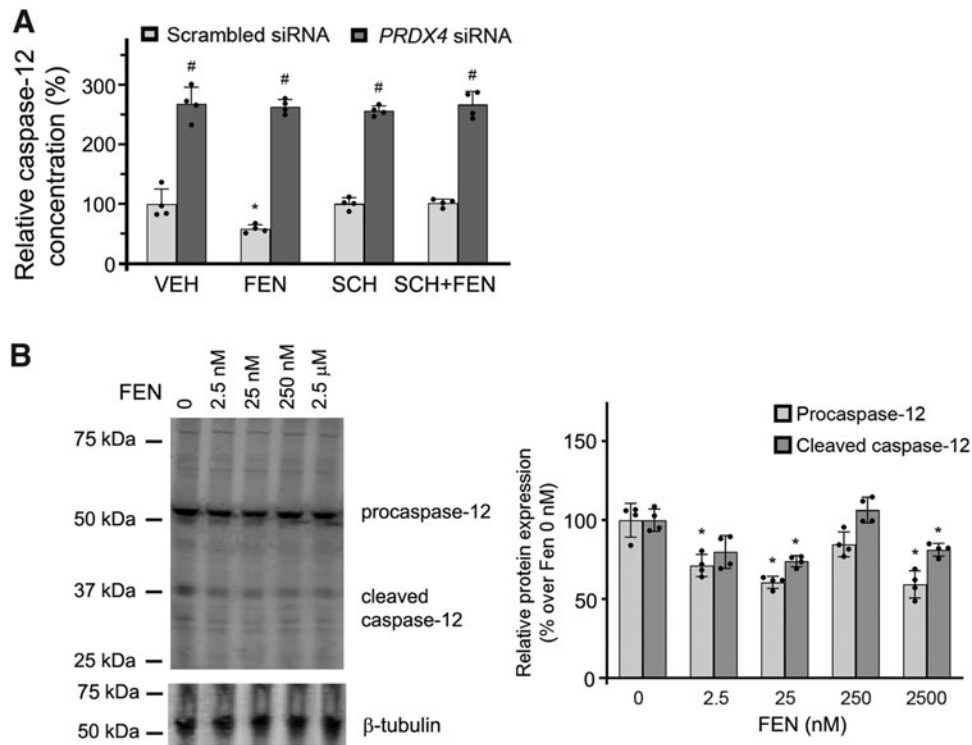 A
Scrambled siRNA PRDX4 siRNA
Relative caspase-12
concentration (%)
300
250
200
100
0
# # # #
*
VEH FEN SCH SCH+FEN
B
FEN
0 2.5 nM 25 nM 250 nM 2.5 μM
75 kDa
50 kDa
37 kDa
25 kDa
75 kDa
50 kDa
procaspase-12
cleaved
caspase-12
β-tubulin
Procaspase-12
Cleaved caspase-12
Relative protein expression
(% over Fen 0 nM)
150
100
50
0
* * * * *
0 2.5 25 250 2500
FEN (nM)